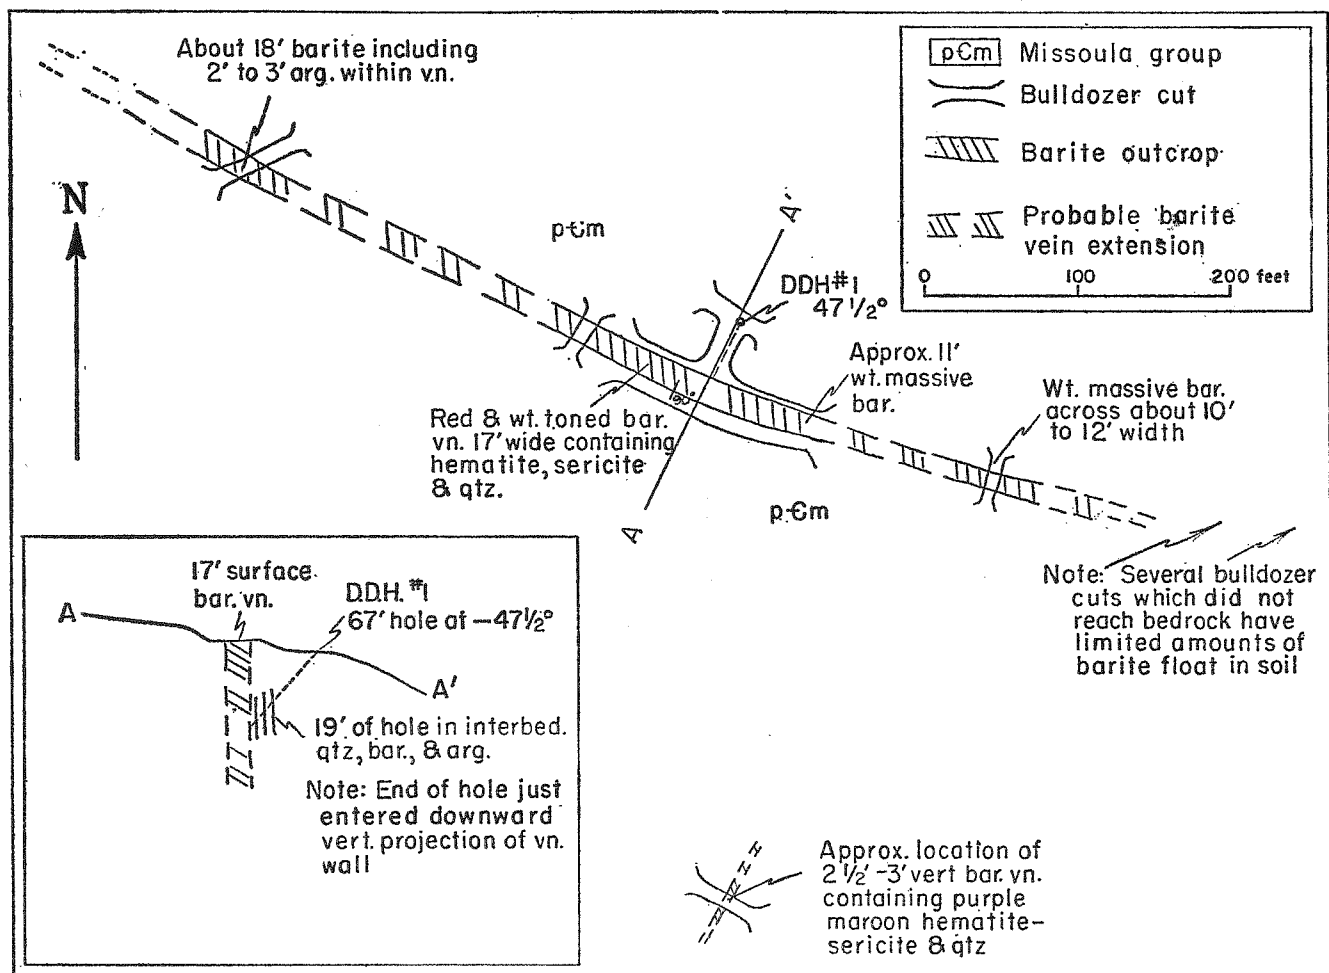 About 18' barite including
2' to 3' arg. within vn.
p-Єm Missoula group
Bulldozer cut
Barite outcrop
Probable barite
vein extension
0 100 200 feet
N
p-Єm
A'
DDH#1
47 1/2°
Approx. 11'
wt. massive
bar.
Wt. massive bar.
across about 10'
to 12' width
90°
Red & wt. toned bar.
vn. 17' wide containing
hematite, sericite
& qtz.
A
p-Єm
Note: Several bulldozer
cuts which did not
reach bedrock have
limited amounts of
barite float in soil
17' surface
bar. vn.
D.D.H. #1
67' hole at -47 1/2°
A
A'
19' of hole in interbed.
qtz, bar., & arg.
Note: End of hole just
entered downward
vert. projection of vn.
wall
Approx. location of
2 1/2' -3' vert bar. vn.
containing purple
maroon hematite-
sericite & qtz